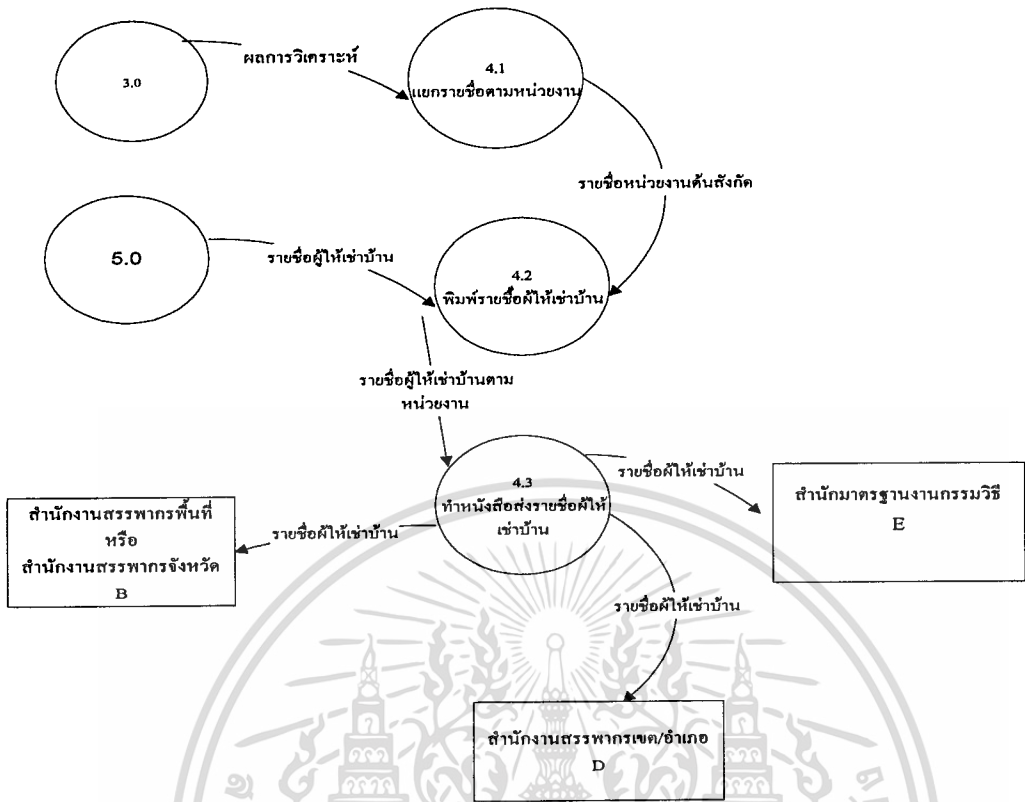 3.0
ผลการวิเคราะห์
4.1
แยกรายชื่อตามหน่วยงาน
รายชื่อหน่วยงานต้นสังกัด
5.0
รายชื่อผู้ให้เช่าบ้าน
4.2
พิมพ์รายชื่อผู้ให้เช่าบ้าน
รายชื่อผู้ให้เช่าบ้านตาม
หน่วยงาน
4.3
ทำหนังสือส่งรายชื่อผู้ให้
เช่าบ้าน
รายชื่อผู้ให้เช่าบ้าน
สำนักมาตรฐานงานกรรมวิธี
E
สำนักงานสรรพากรพื้นที่
หรือ
สำนักงานสรรพากรจังหวัด
B
รายชื่อผู้ให้เช่าบ้าน
รายชื่อผู้ให้เช่าบ้าน
สำนักงานสรรพากรเขต/อำเภอ
D